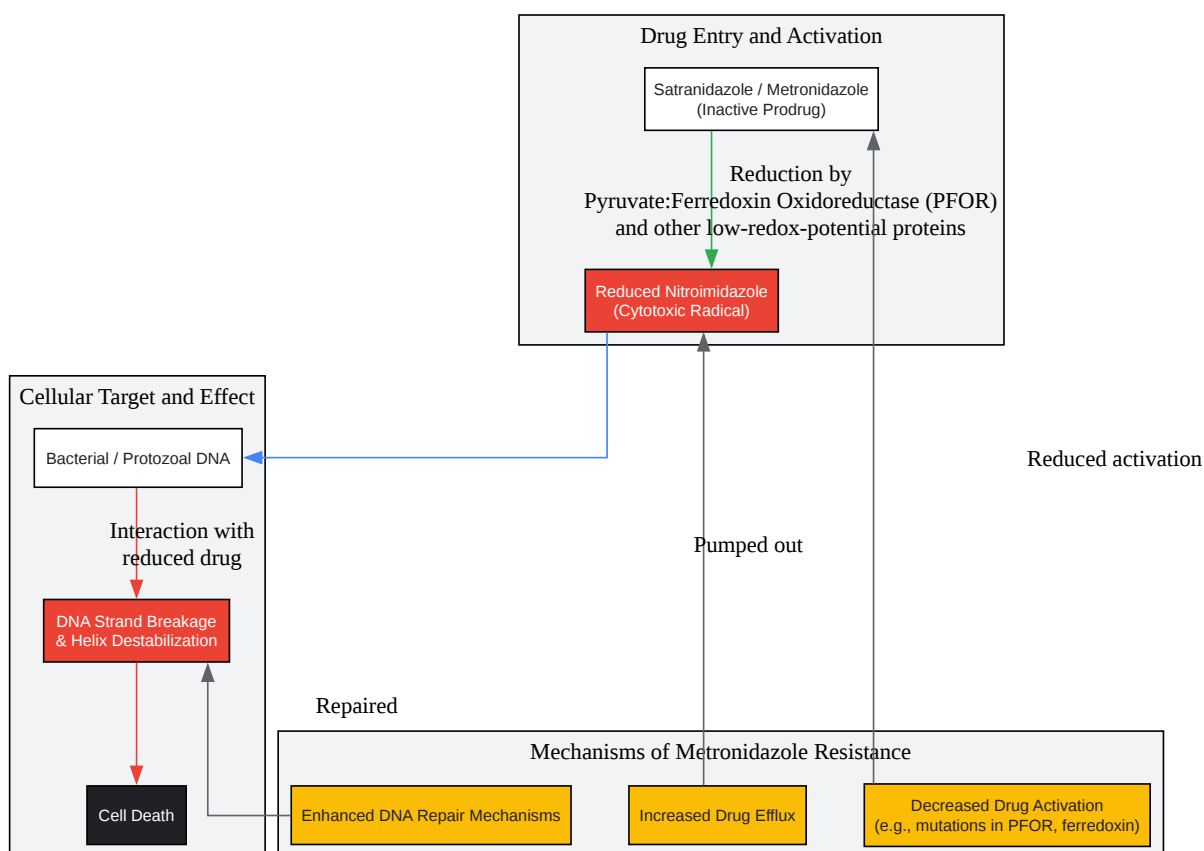 Drug Entry and Activation
Satranidazole / Metronidazole
(Inactive Prodrug)
Reduction by
Pyruvate:Ferredoxin Oxidoreductase (PFOR)
and other low-redox-potential proteins
Reduced Nitroimidazole
(Cytotoxic Radical)
Cellular Target and Effect
Bacterial / Protozoal DNA
Reduced activation
Interaction with
reduced drug
Pumped out
DNA Strand Breakage
& Helix Destabilization
Repaired
Mechanisms of Metronidazole Resistance
Cell Death
Enhanced DNA Repair Mechanisms
Increased Drug Efflux
Decreased Drug Activation
(e.g., mutations in PFOR, ferredoxin)